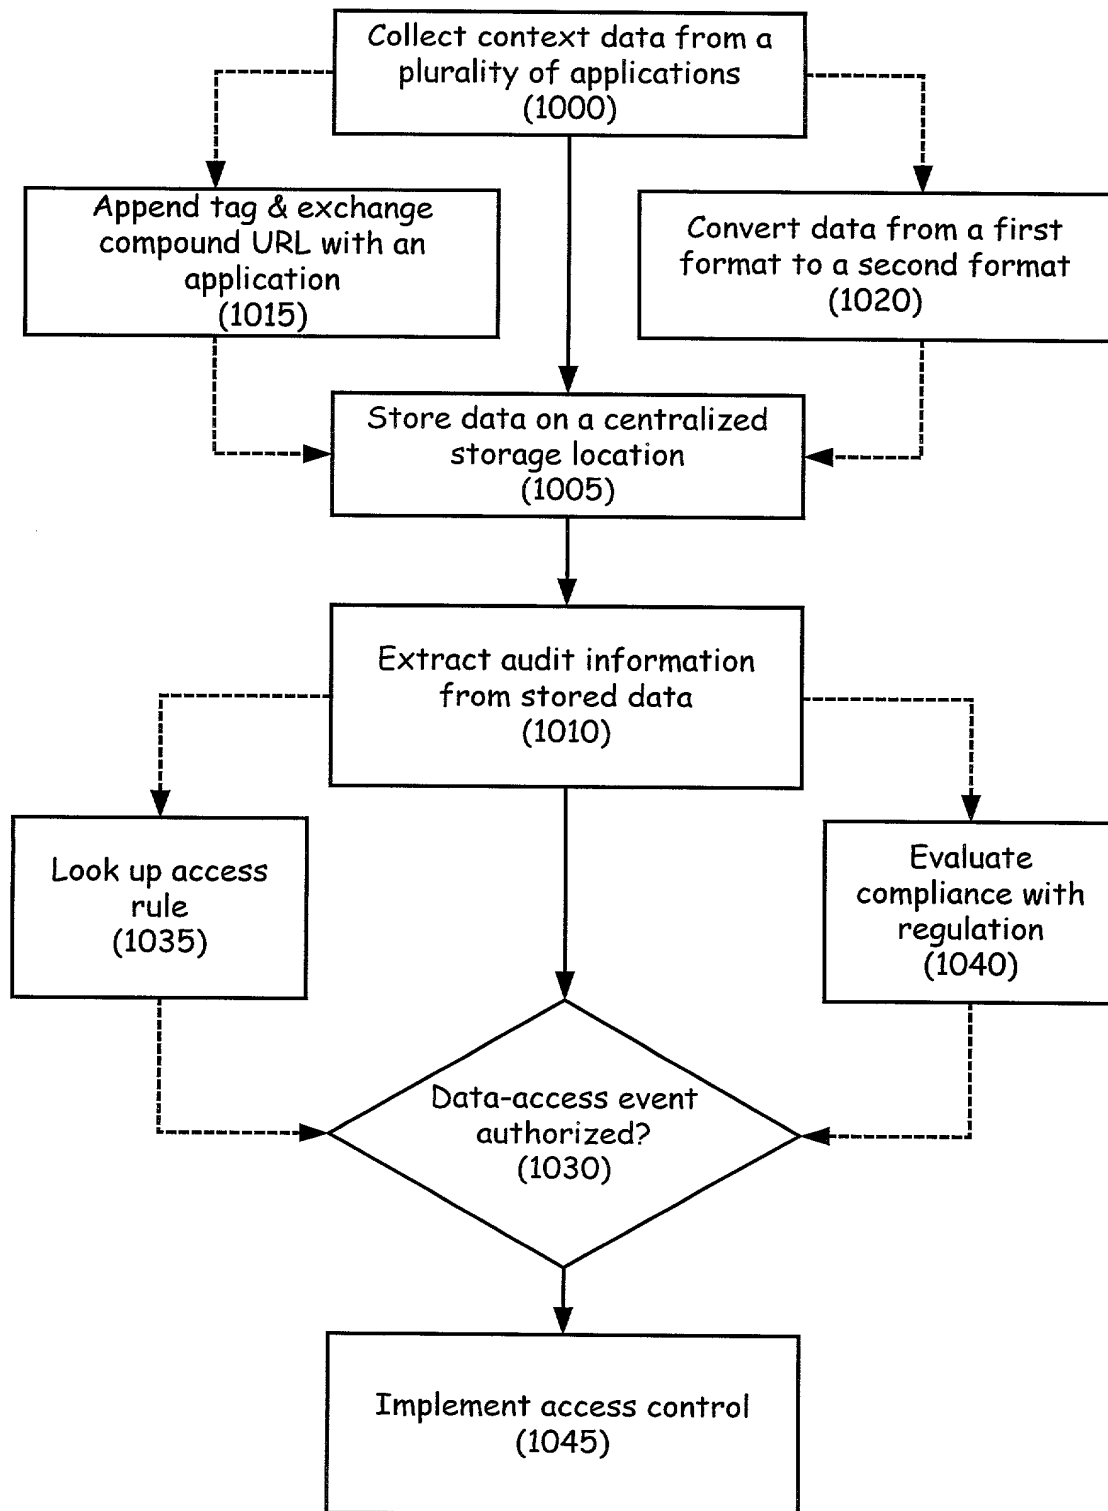 Collect context data from a
plurality of applications
(1000)
Append tag & exchange
compound URL with an
application
(1015)
Convert data from a first
format to a second format
(1020)
Store data on a centralized
storage location
(1005)
Extract audit information
from stored data
(1010)
Look up access
rule
(1035)
Evaluate
compliance with
regulation
(1040)
Data-access event
authorized?
(1030)
Implement access control
(1045)